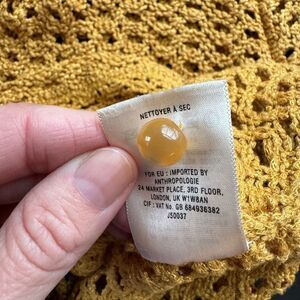 NETTOYER À SEC
FOR EU : IMPORTED BY
ANTHROPOLOGIE
24 MARKET PLACE, 3RD FLOOR,
LONDON, UK W1W8AN
CIF : VAT No. GB 684936382
J50037